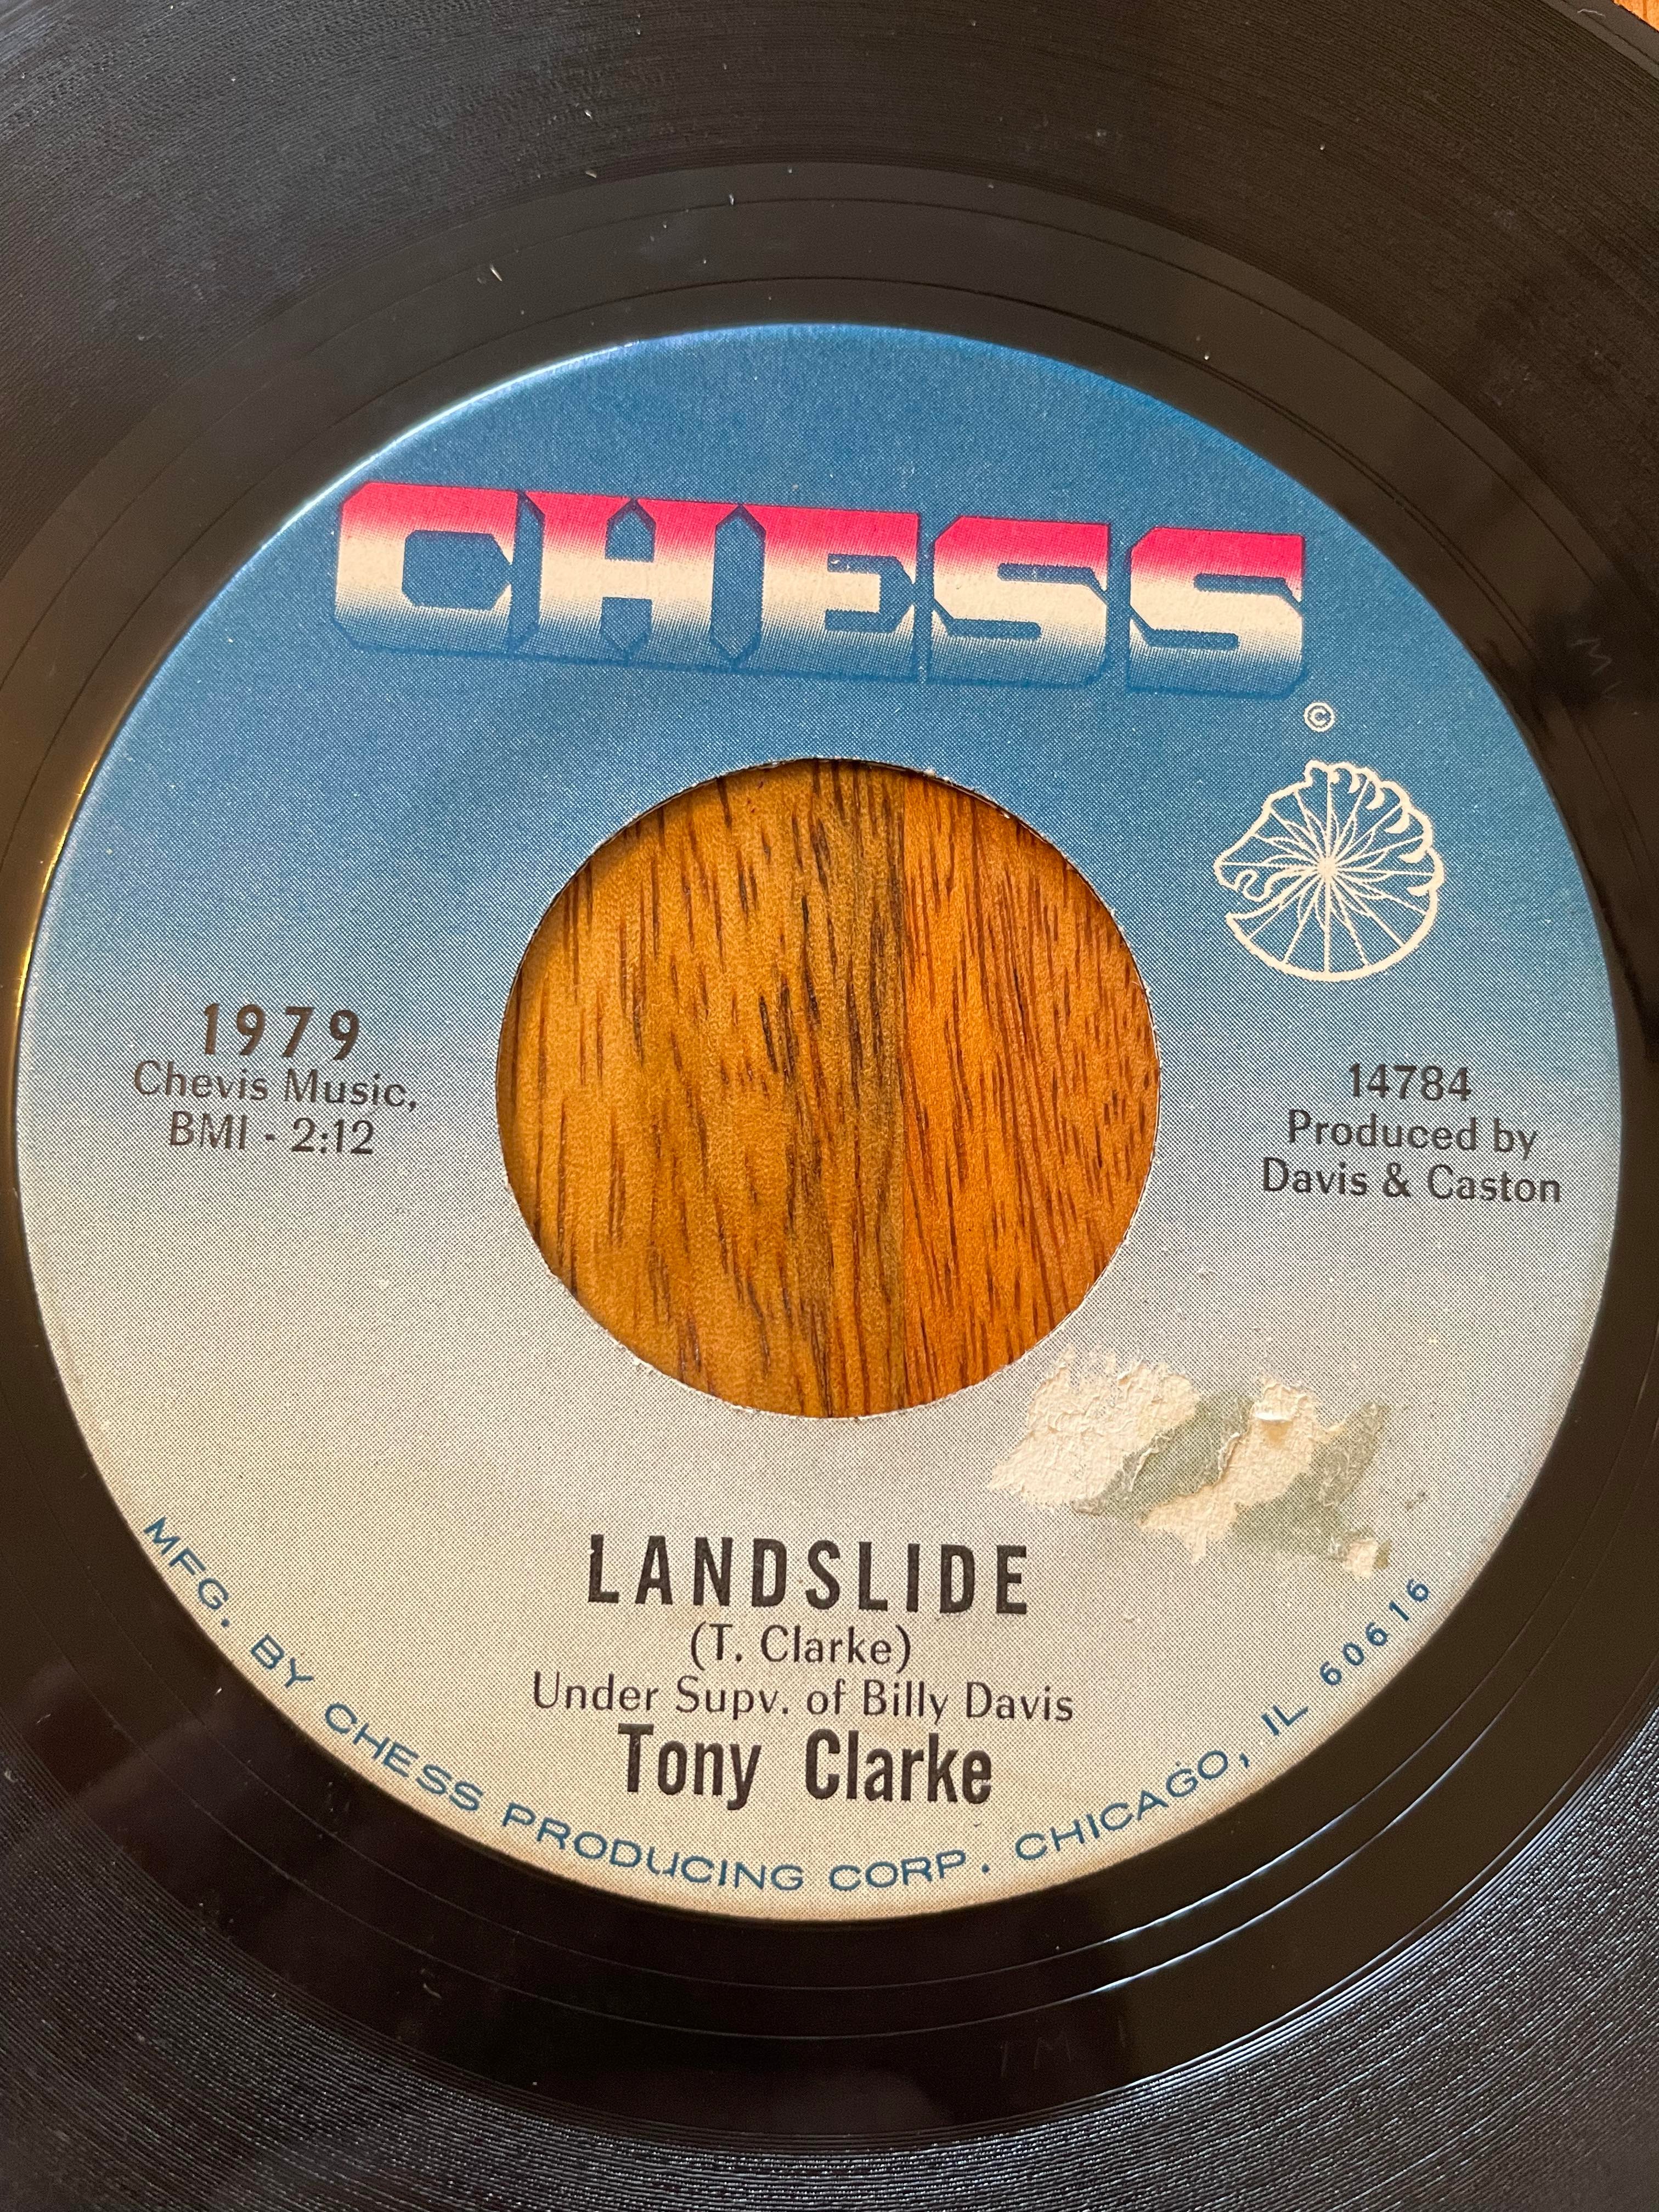 CHESS
©
1979
Chevis Music,
BMI - 2:12
14784
Produced by
Davis & Caston
LANDSLIDE
(T. Clarke)
Under Supv. of Billy Davis
Tony Clarke
MFG. BY CHESS PRODUCING CORP. CHICAGO, IL 60616